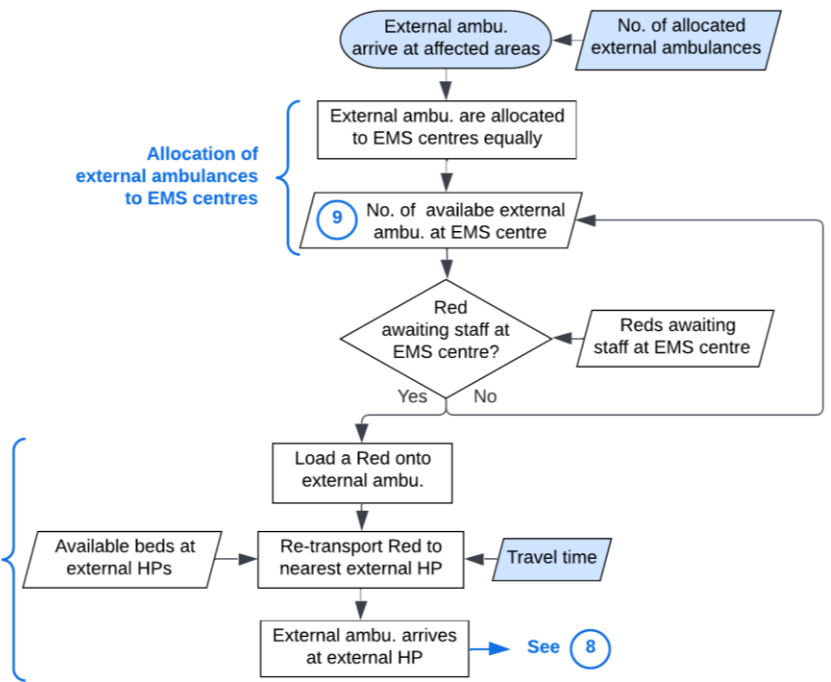 External ambu.
arrive at affected areas
No. of allocated
external ambulances
External ambu. are allocated
to EMS centres equally
Allocation of
external ambulances
to EMS centres
9
No. of availabe external
ambu. at EMS centre
Red
awaiting staff at
EMS centre?
Reds awaiting
staff at EMS centre
Yes
No
Load a Red onto
external ambu.
Available beds at
external HPs
Re-transport Red to
nearest external HP
Travel time
External ambu. arrives
at external HP
See 8